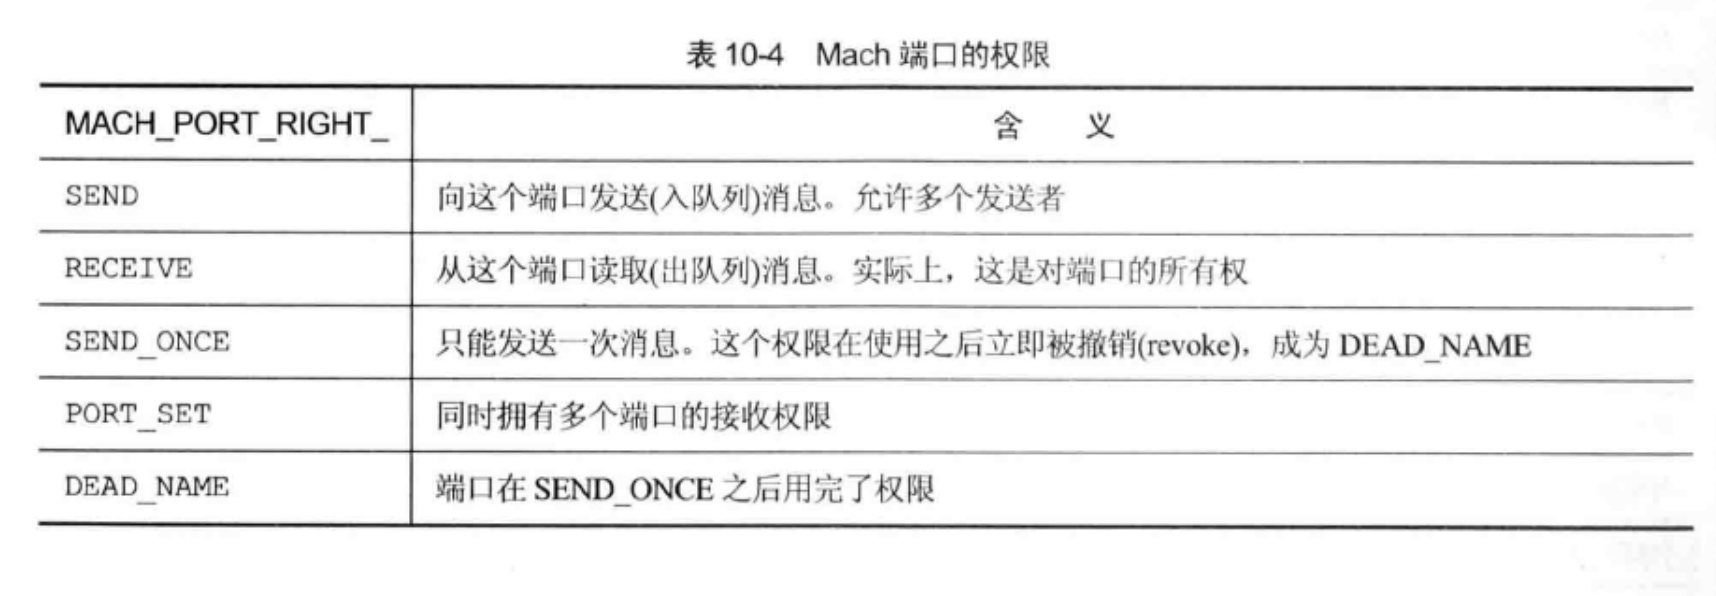 表 10-4 Mach 端口的权限
MACH_PORT_RIGHT_ 含 义
SEND 向这个端口发送(入队列)消息。允许多个发送者
RECEIVE 从这个端口读取(出队列)消息。实际上，这是对端口的所有权
SEND_ONCE 只能发送一次消息。这个权限在使用之后立即被撤销(revoke)，成为 DEAD_NAME
PORT_SET 同时拥有多个端口的接收权限
DEAD_NAME 端口在 SEND_ONCE 之后用完了权限